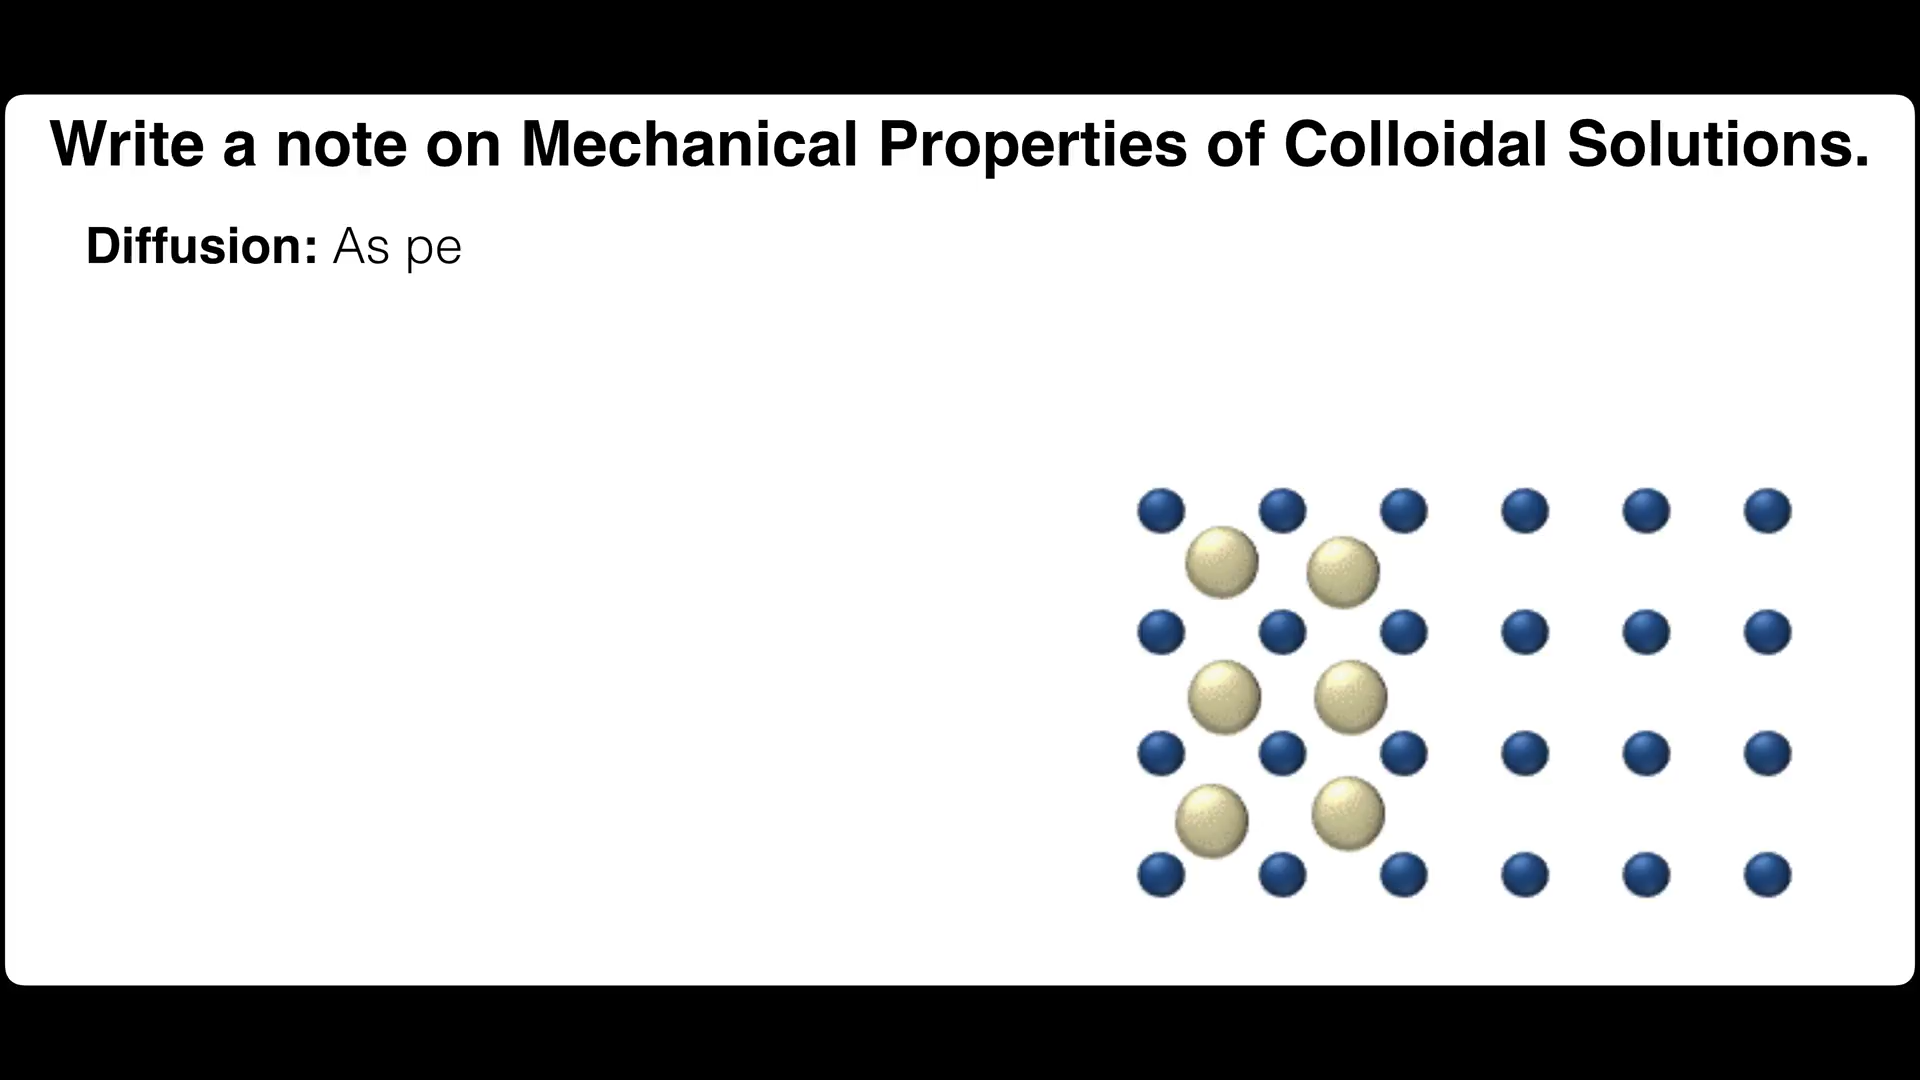 Write a note on Mechanical Properties of Colloidal Solutions.
Diffusion: As pe